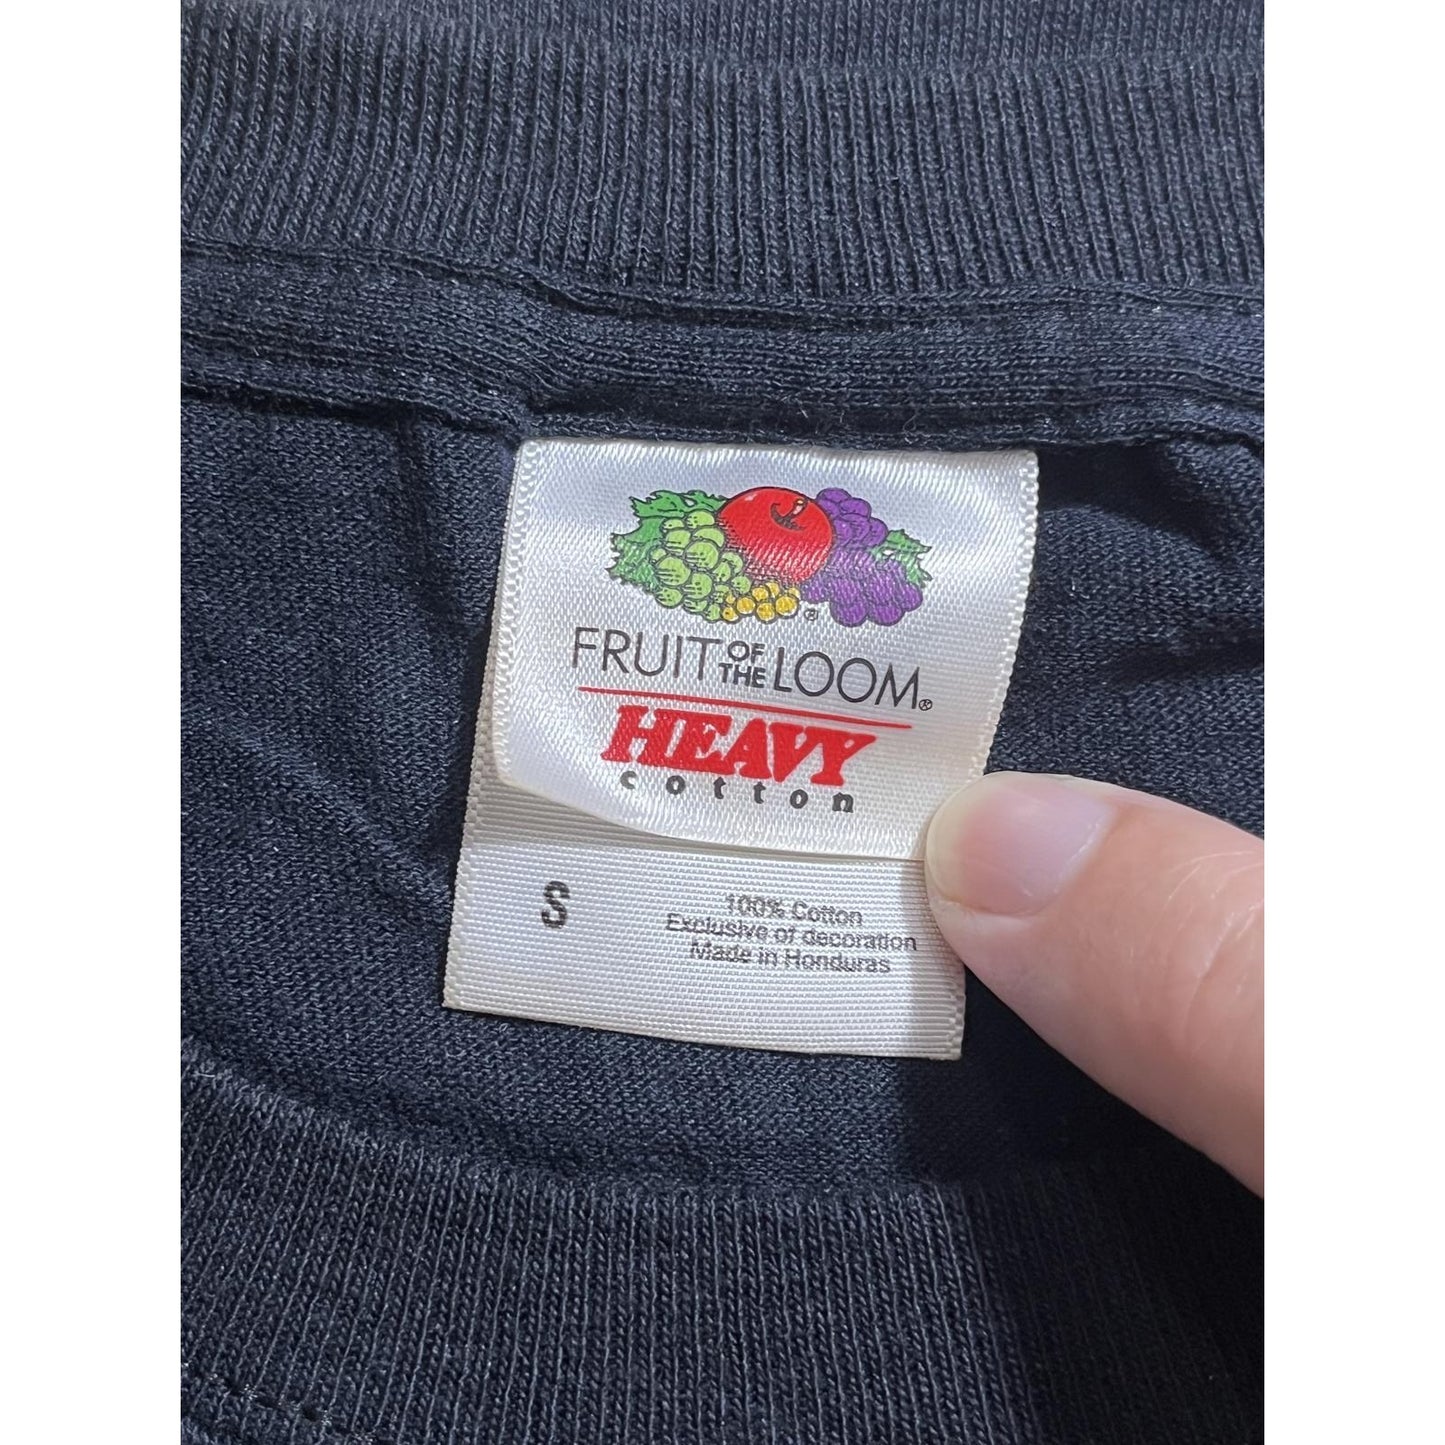 FRUIT OF THE LOOM®
HEAVY
cotton
S
100% Cotton
Exclusive of decoration
Made in Honduras